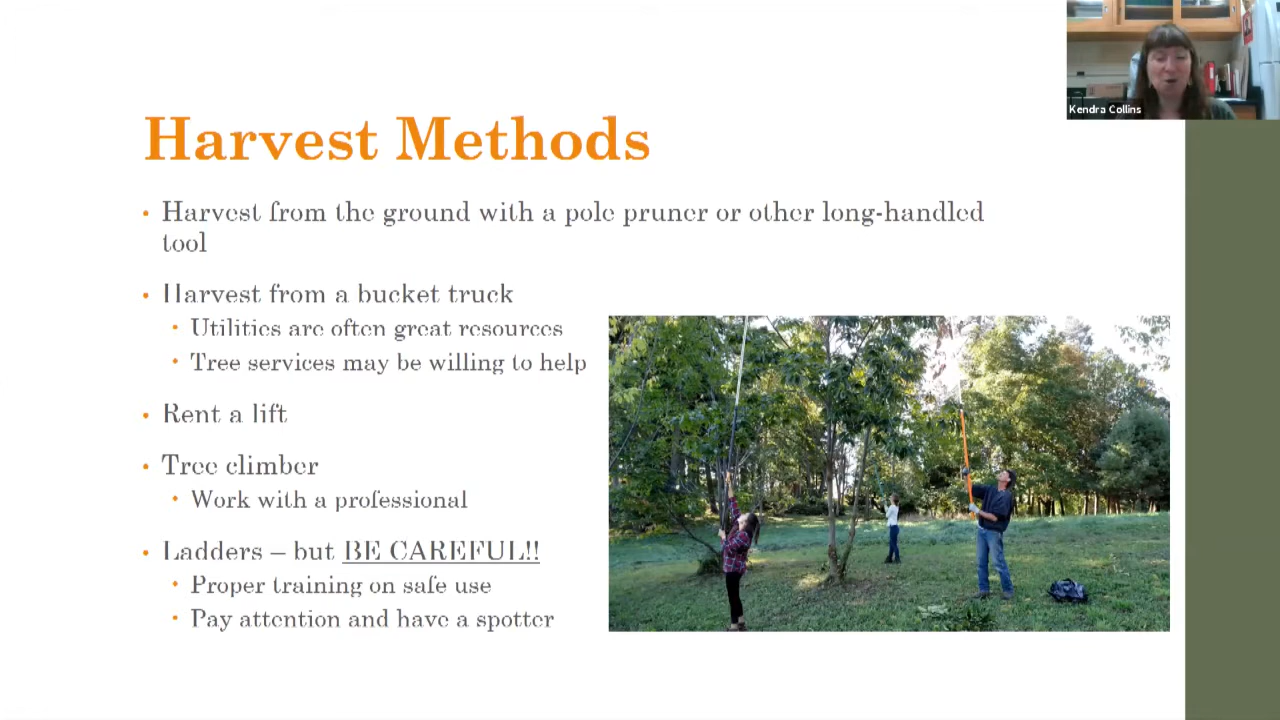 Kendra Collins
Harvest Methods
• Harvest from the ground with a pole pruner or other long-handled
tool
• Harvest from a bucket truck
• Utilities are often great resources
• Tree services may be willing to help
• Rent a lift
• Tree climber
• Work with a professional
• Ladders – but BE CAREFUL!!
• Proper training on safe use
• Pay attention and have a spotter